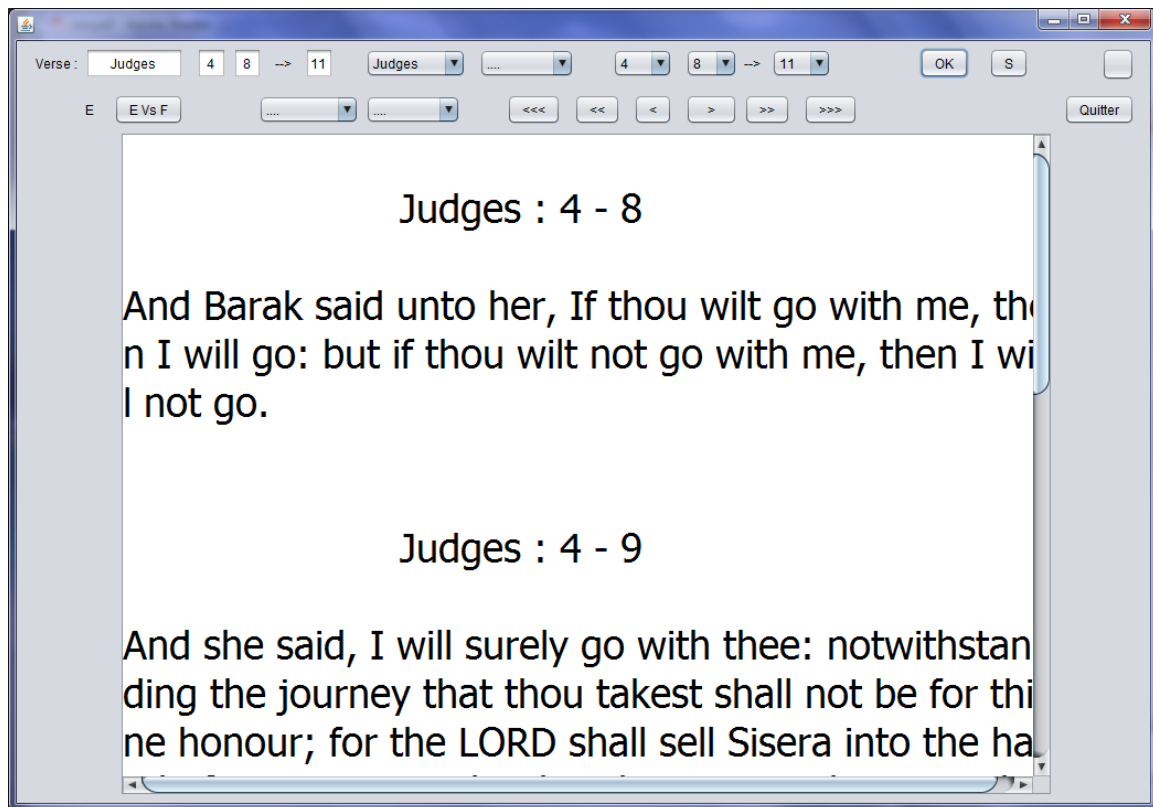 Verse : Judges 4 8 --> 11 Judges .... 4 8 --> 11 OK S
E E Vs F .... .... <<< << < > >> >>> Quitter
Judges : 4 - 8
And Barak said unto her, If thou wilt go with me, the
n I will go: but if thou wilt not go with me, then I wi
l not go.
Judges : 4 - 9
And she said, I will surely go with thee: notwithstan
ding the journey that thou takest shall not be for thi
ne honour; for the LORD shall sell Sisera into the ha